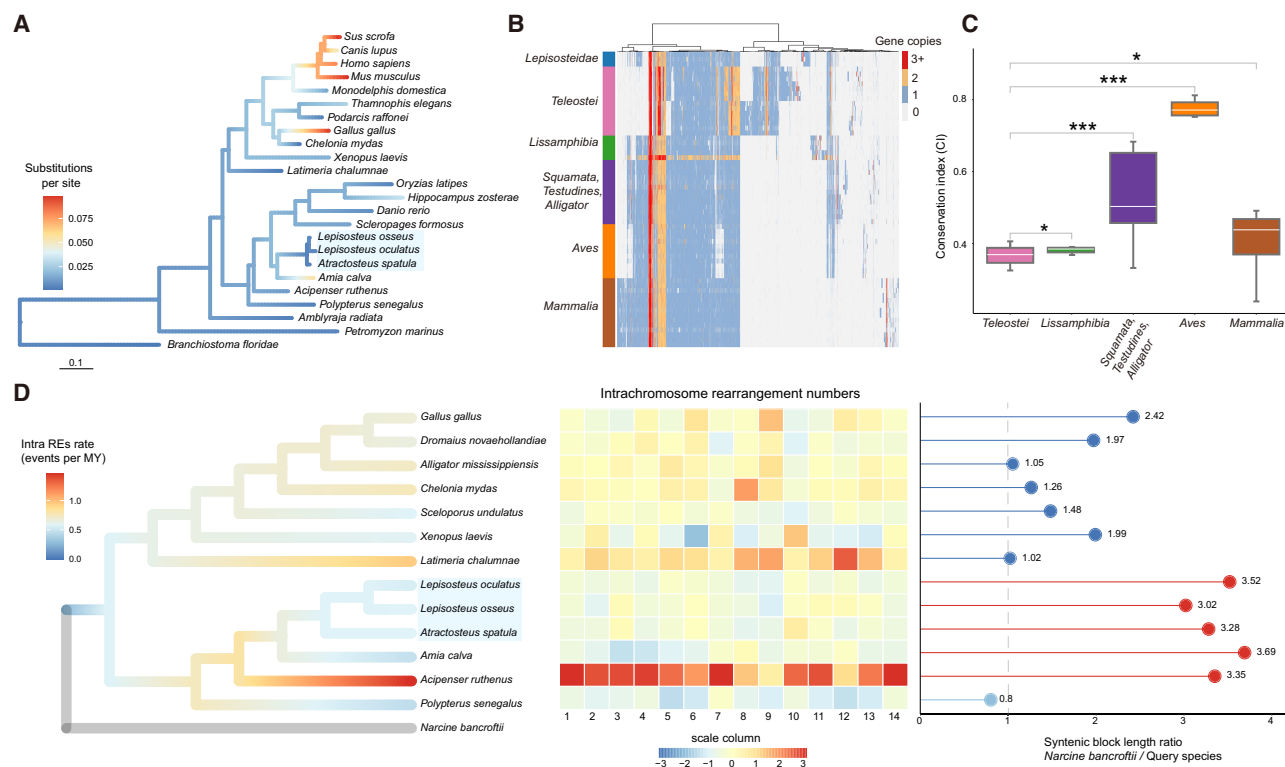 A
Sus scrofa
Canis lupus
Homo sapiens
Mus musculus
Monodelphis domestica
Thamnophis elegans
Podarcis raffonei
Gallus gallus
Chelonia mydas
Xenopus laevis
Latimeria chalumnae
Oryzias latipes
Hippocampus zosterae
Danio rerio
Scleropages formosus
Lepisosteus osseus
Lepisosteus oculatus
Atractosteus spatula
Amia calva
Acipenser ruthenus
Polypterus senegalus
Amblyraja radiata
Petromyzon marinus
Branchiostoma floridae
Substitutions
per site
0.075
0.050
0.025
0.1
B
Gene copies
3+
2
1
0
Lepisosteidae
Teleostei
Lissamphibia
Squamata,
Testudines,
Alligator
Aves
Mammalia
C
Conservation index (CI)
0.8
0.6
0.4
*
***
***
*
Teleostei
Lissamphibia
Squamata,
Testudines,
Alligator
Aves
Mammalia
D
Intra REs rate
(events per MY)
1.0
0.5
0.0
Gallus gallus
Dromaius novaehollandiae
Alligator mississippiensis
Chelonia mydas
Sceloporus undulatus
Xenopus laevis
Latimeria chalumnae
Lepisosteus oculatus
Lepisosteus osseus
Atractosteus spatula
Amia calva
Acipenser ruthenus
Polypterus senegalus
Narcine bancroftii
Intrachromosome rearrangement numbers
1 2 3 4 5 6 7 8 9 10 11 12 13 14
scale column
−3 −2 −1 0 1 2 3
2.42
1.97
1.05
1.26
1.48
1.99
1.02
3.52
3.02
3.28
3.69
3.35
0.8
0 1 2 3 4
Syntenic block length ratio
Narcine bancroftii / Query species